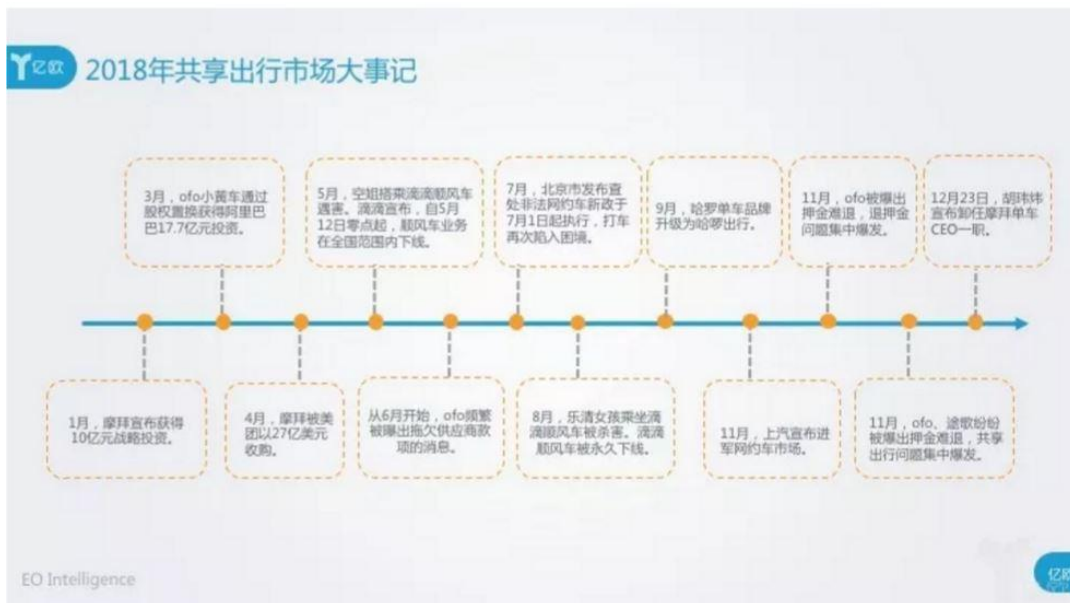 亿欧
2018年共享出行市场大事记
3月，ofo小黄车通过
股权置换获得阿里巴
巴17.7亿元投资。
5月，空姐搭乘滴滴顺风车
遇害。滴滴宣布，自5月
12日零点起，顺风车业务
在全国范围内下线。
7月，北京市发布查
处非法网约车新政于
7月1日起执行，打车
再次陷入困境。
9月，哈罗单车品牌
升级为哈啰出行。
11月，ofo被爆出
押金难退，退押金
问题集中爆发。
12月23日，胡玮炜
宣布卸任摩拜单车
CEO一职。
1月，摩拜宣布获得
10亿元战略投资。
4月，摩拜被美
团以27亿美元
收购。
从6月开始，ofo频繁
被曝出拖欠供应商款
项的消息。
8月，乐清女孩乘坐滴
滴顺风车被杀害。滴滴
顺风车被永久下线。
11月，上汽宣布进
军网约车市场。
11月，ofo、途歌纷纷
被爆出押金难退，共享
出行问题集中爆发。
EO Intelligence
亿欧